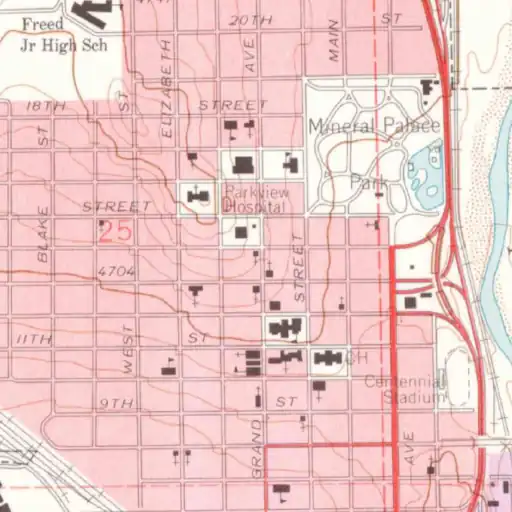 Freed
Jr High Sch
20TH ST
ELIZABETH ST
AVE
MAIN
18TH STREET
Mineral Palace
Park
BLAKE ST
STREET
Parkview
Hospital
25
4704
STREET
11TH ST
WEST
CH
Centennial
Stadium
9TH ST
GRAND
AVE